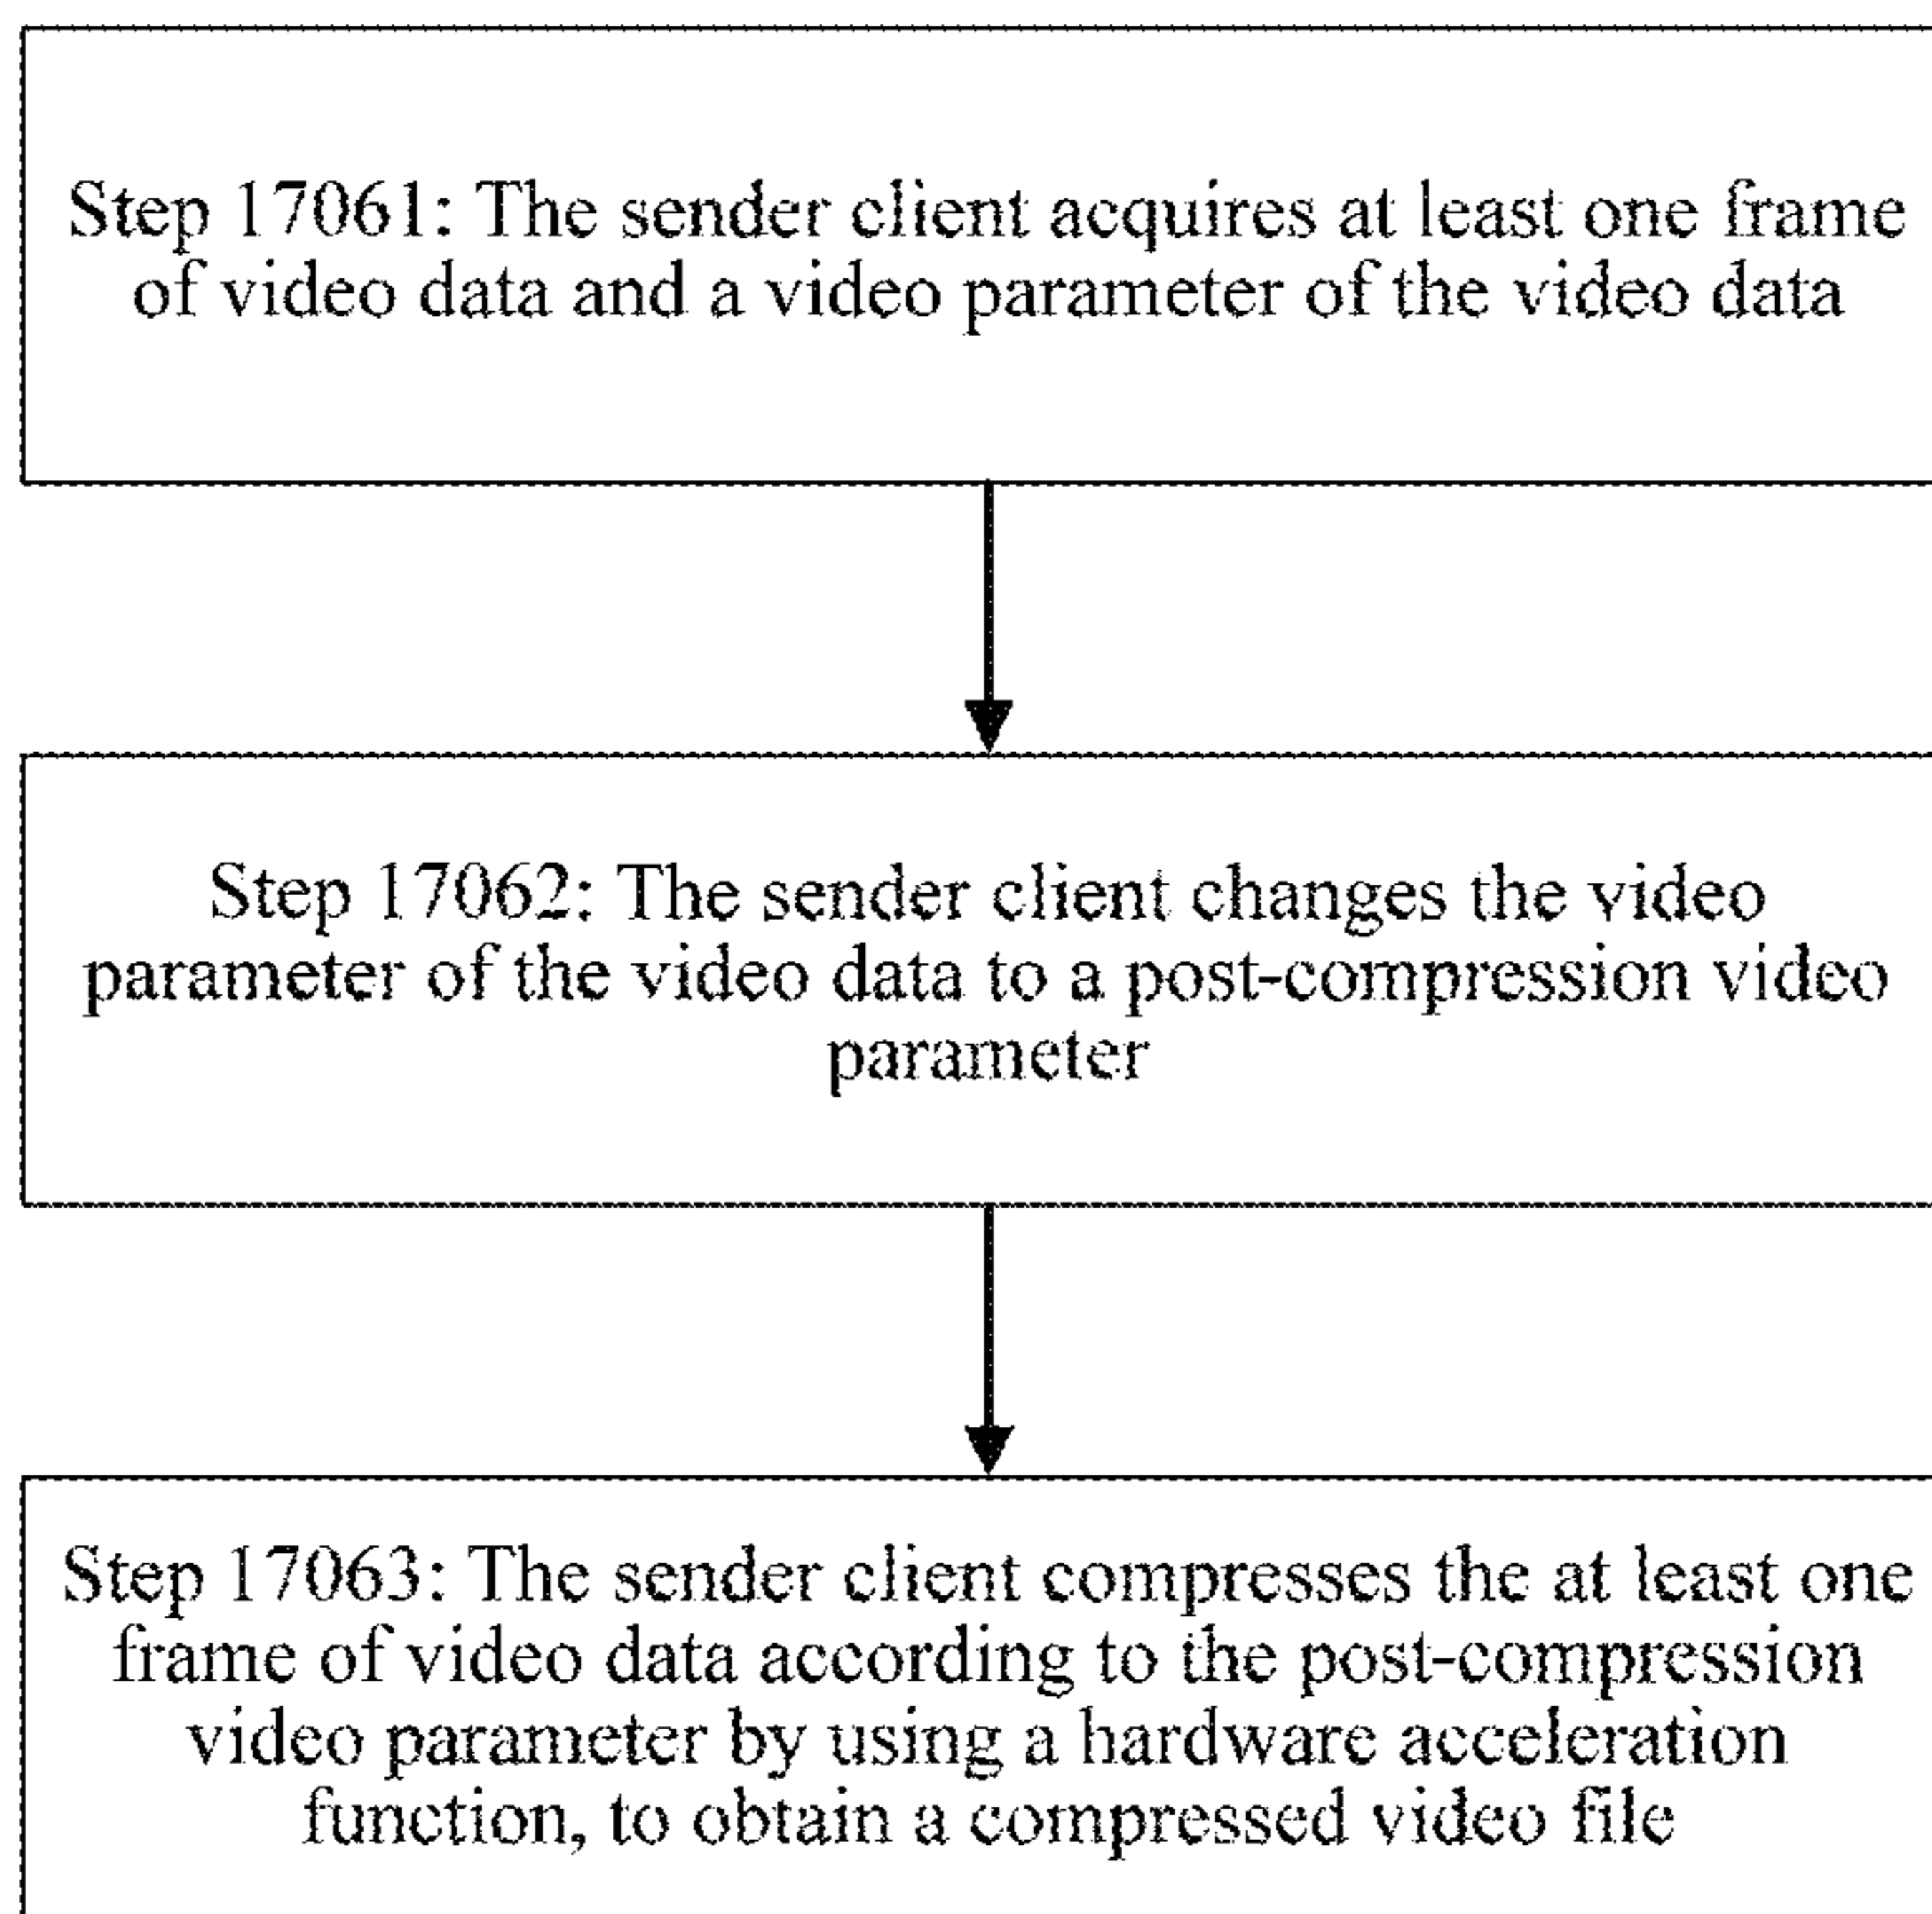 Step 17061: The sender client acquires at least one frame
of video data and a video parameter of the video data
Step 17062: The sender client changes the video
parameter of the video data to a post-compression video
parameter
Step 17063: The sender client compresses the at least one
frame of video data according to the post-compression
video parameter by using a hardware acceleration
function, to obtain a compressed video file